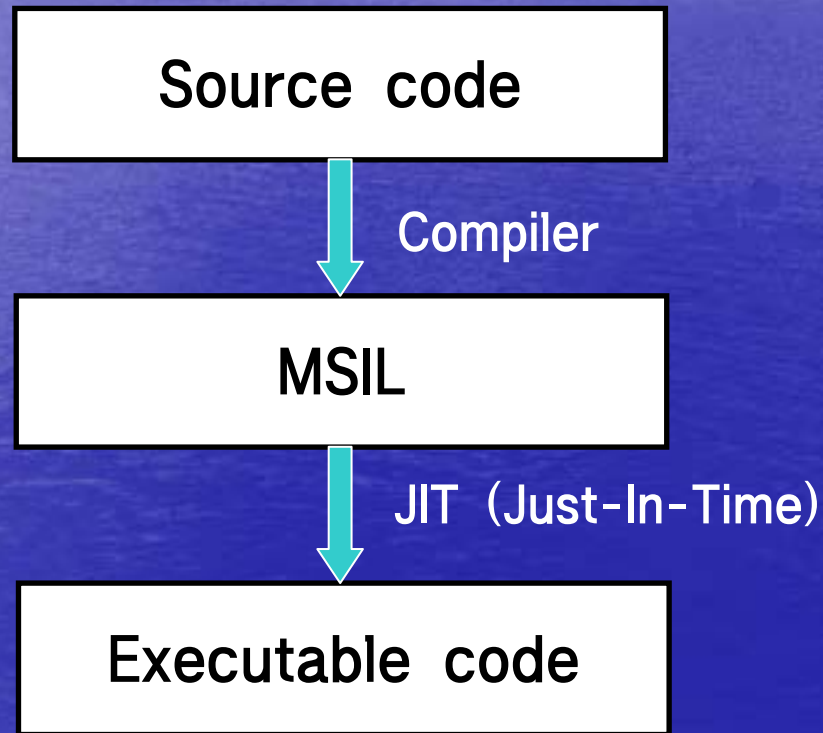 Source code
Compiler
MSIL
JIT (Just-In-Time)
Executable code